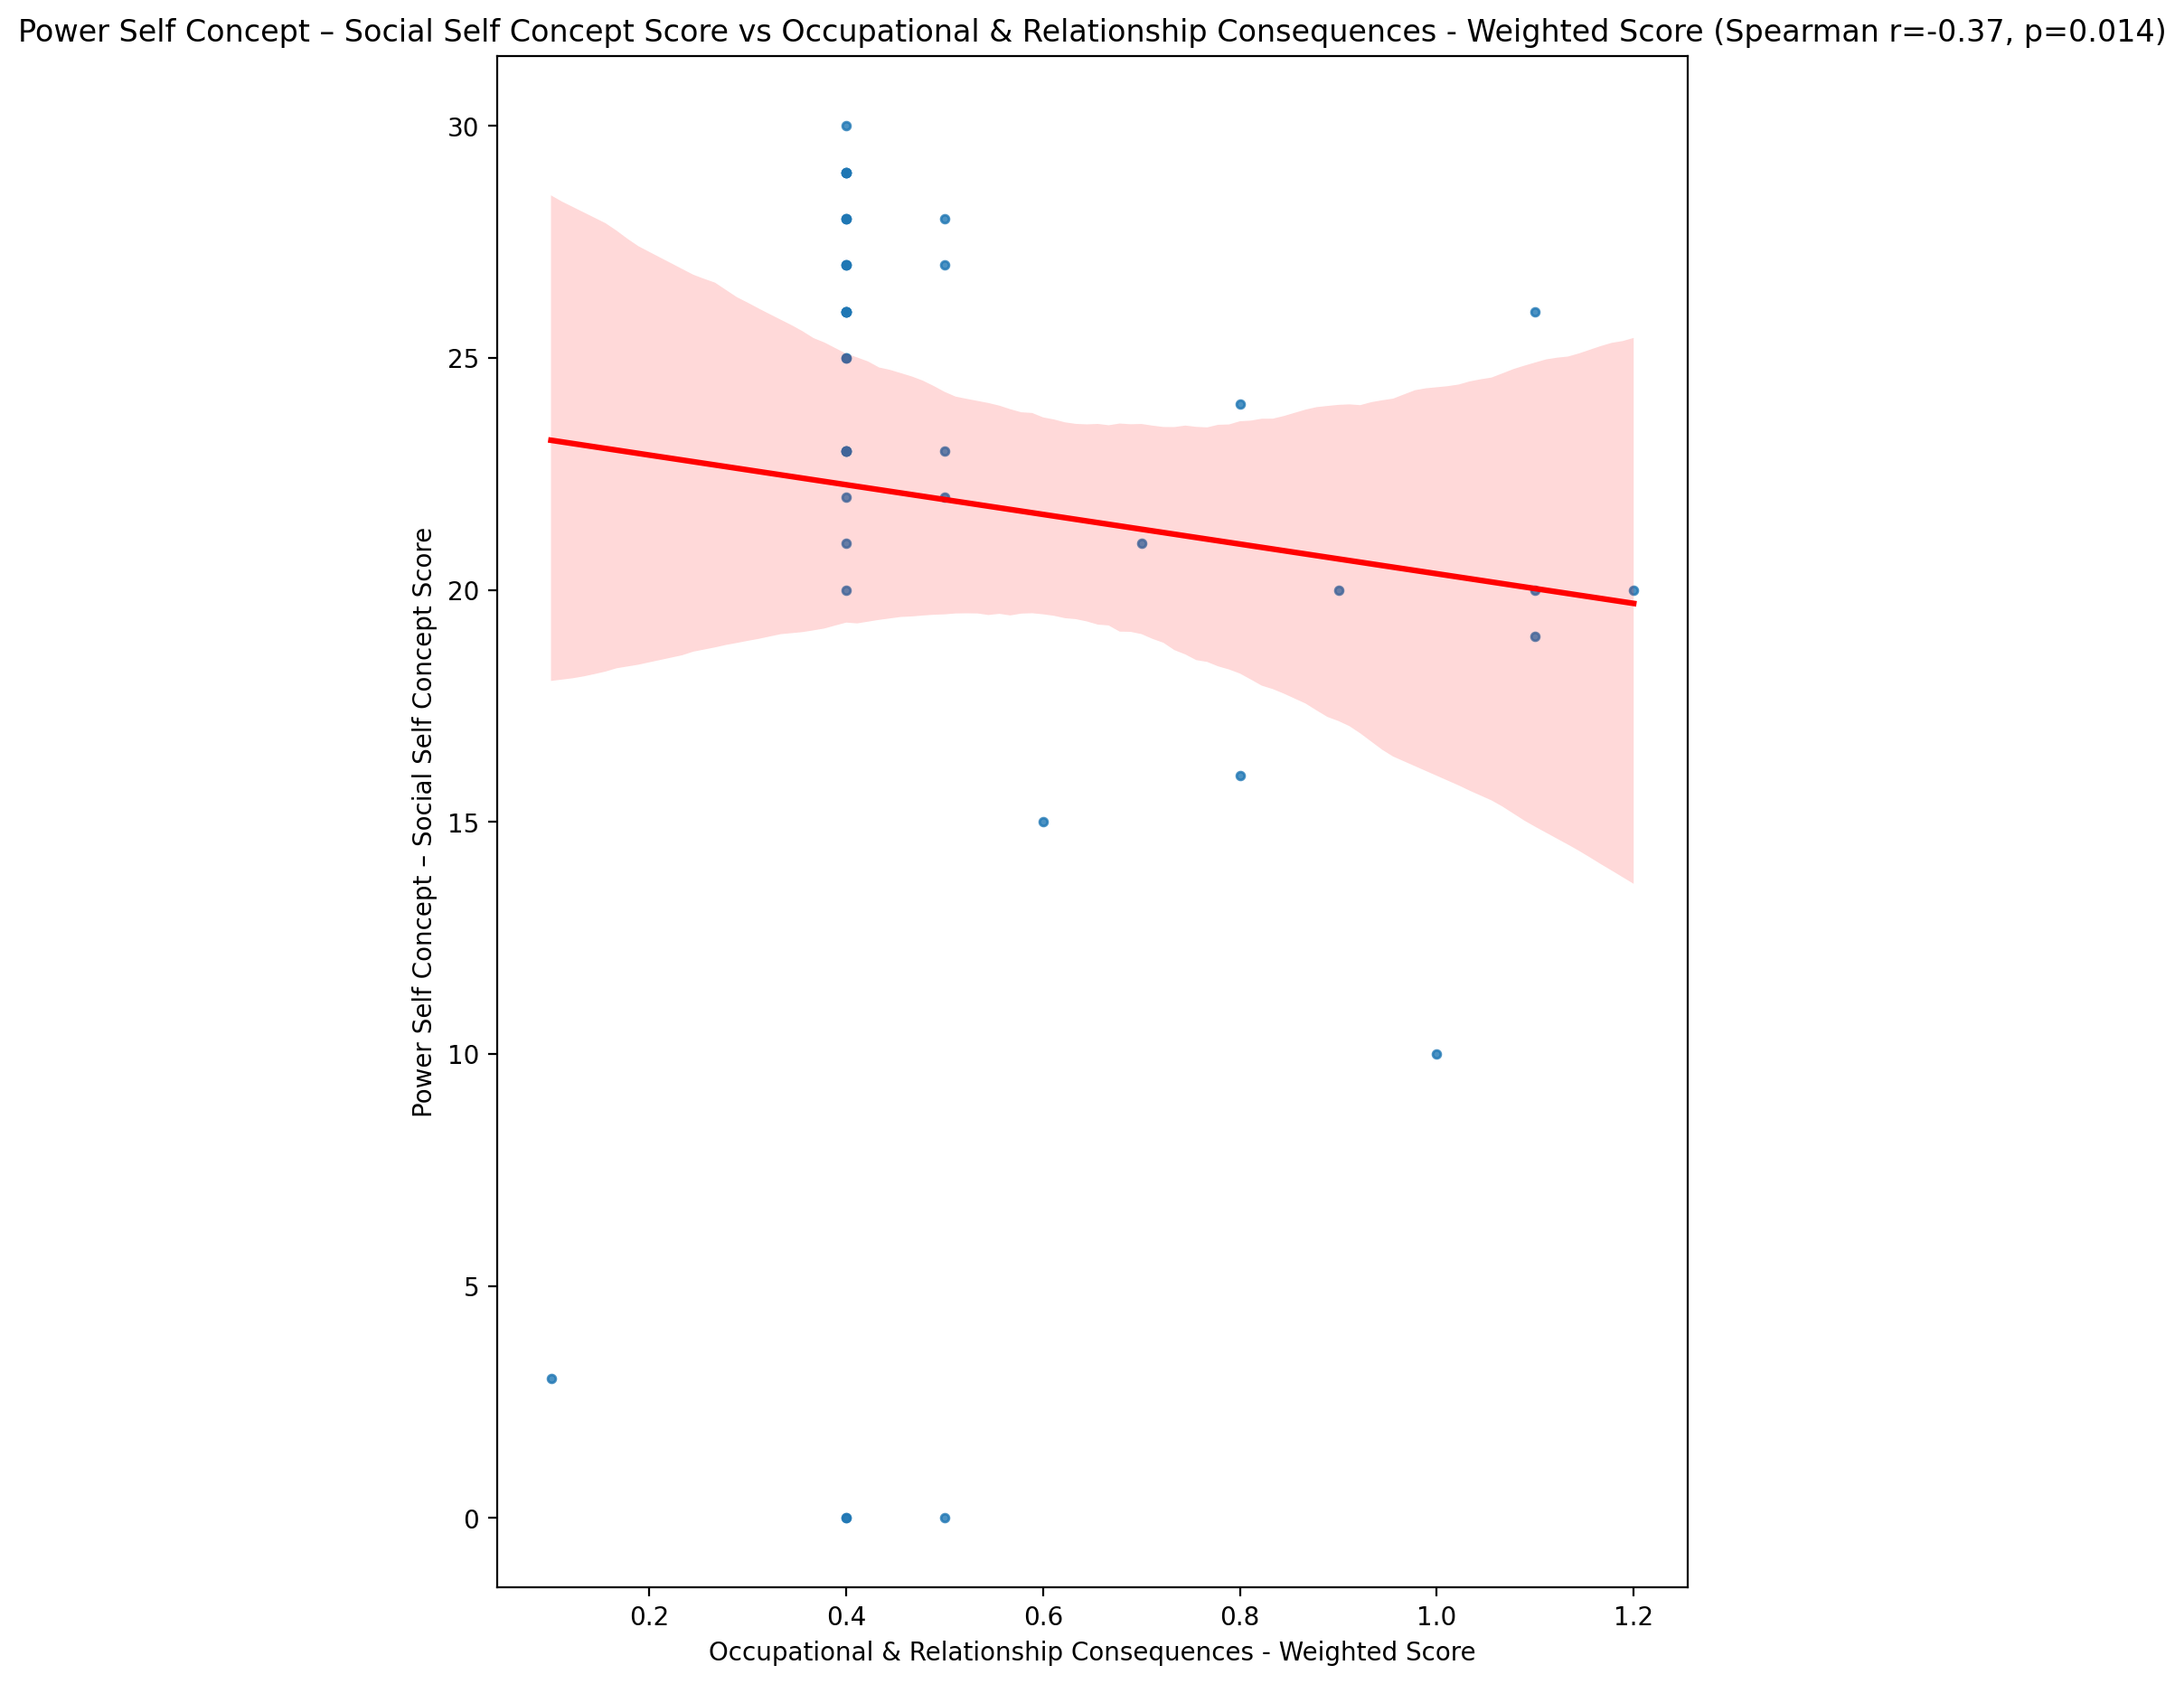 Power Self Concept – Social Self Concept Score vs Occupational & Relationship Consequences - Weighted Score (Spearman r=-0.37, p=0.014)
Power Self Concept – Social Self Concept Score
30
25
20
15
10
5
0
0.2 0.4 0.6 0.8 1.0 1.2
Occupational & Relationship Consequences - Weighted Score